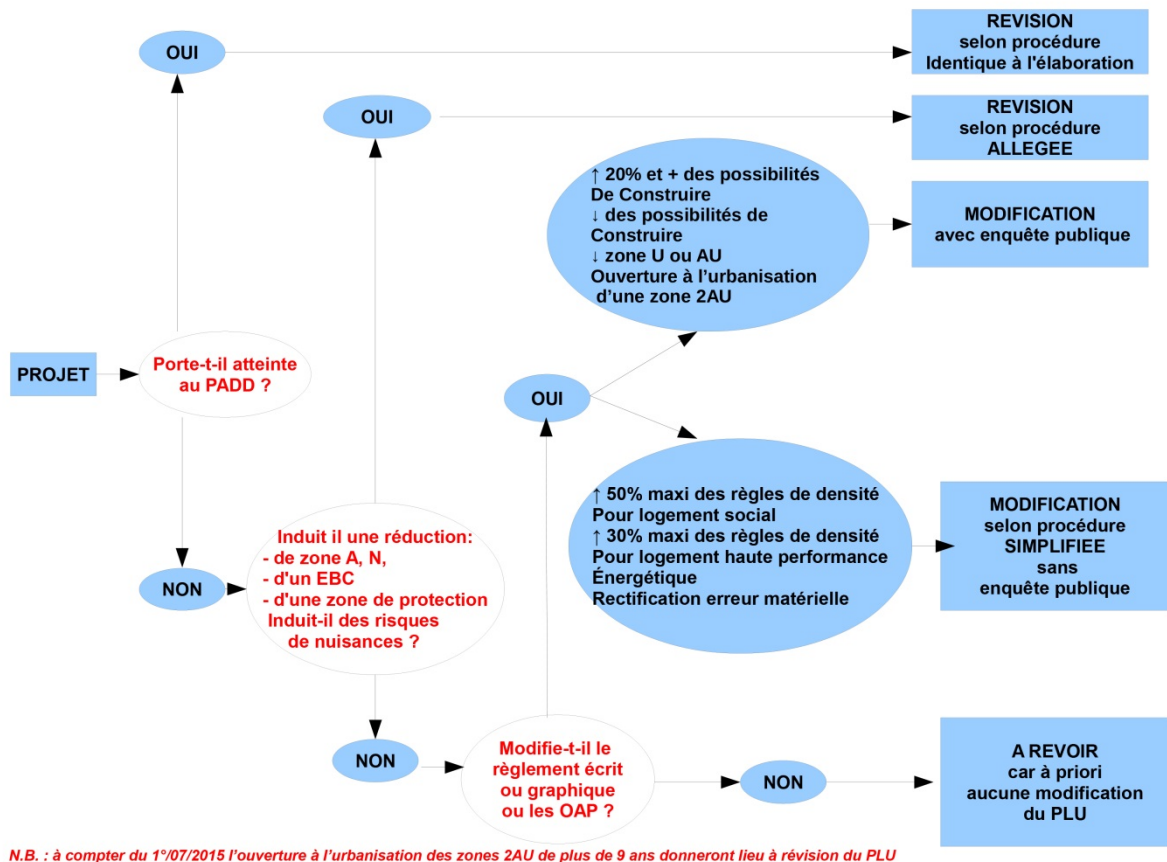 OUI
REVISION
selon procédure
Identique à l'élaboration
OUI
REVISION
selon procédure
ALLEGEE
↑ 20% et + des possibilités
De Construire
↓ des possibilités de
Construire
↓ zone U ou AU
Ouverture à l'urbanisation
d'une zone 2AU
MODIFICATION
avec enquête publique
PROJET
Porte-t-il atteinte
au PADD ?
OUI
↑ 50% maxi des règles de densité
Pour logement social
↑ 30% maxi des règles de densité
Pour logement haute performance
Énergétique
Rectification erreur matérielle
MODIFICATION
selon procédure
SIMPLIFIEE
sans
enquête publique
NON
Induit il une réduction:
- de zone A, N,
- d'un EBC
- d'une zone de protection
Induit-il des risques
de nuisances ?
NON
Modifie-t-il le
règlement écrit
ou graphique
ou les OAP ?
NON
A REVOIR
car à priori
aucune modification
du PLU
N.B. : à compter du 1°/07/2015 l'ouverture à l'urbanisation des zones 2AU de plus de 9 ans donneront lieu à révision du PLU